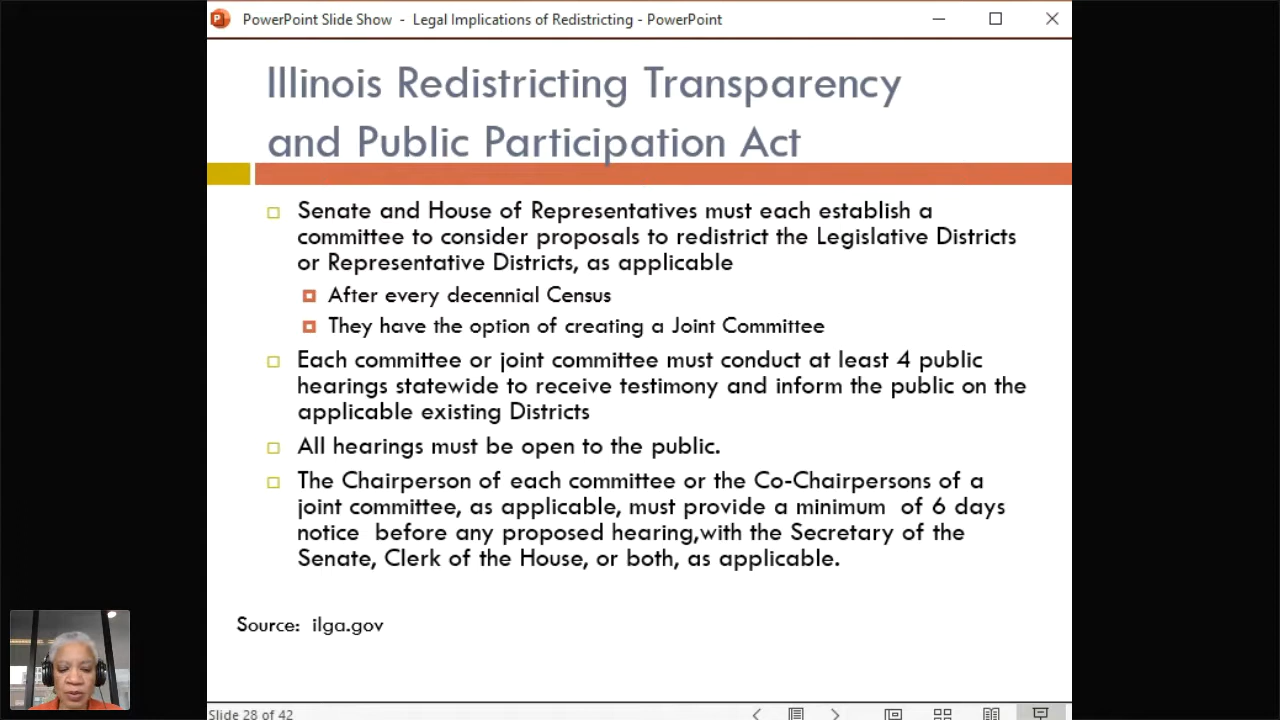 PowerPoint Slide Show - Legal Implications of Redistricting - PowerPoint
Illinois Redistricting Transparency
and Public Participation Act
Senate and House of Representatives must each establish a
committee to consider proposals to redistrict the Legislative Districts
or Representative Districts, as applicable
After every decennial Census
They have the option of creating a Joint Committee
Each committee or joint committee must conduct at least 4 public
hearings statewide to receive testimony and inform the public on the
applicable existing Districts
All hearings must be open to the public.
The Chairperson of each committee or the Co-Chairpersons of a
joint committee, as applicable, must provide a minimum of 6 days
notice before any proposed hearing,with the Secretary of the
Senate, Clerk of the House, or both, as applicable.
Source: ilga.gov
Slide 28 of 42